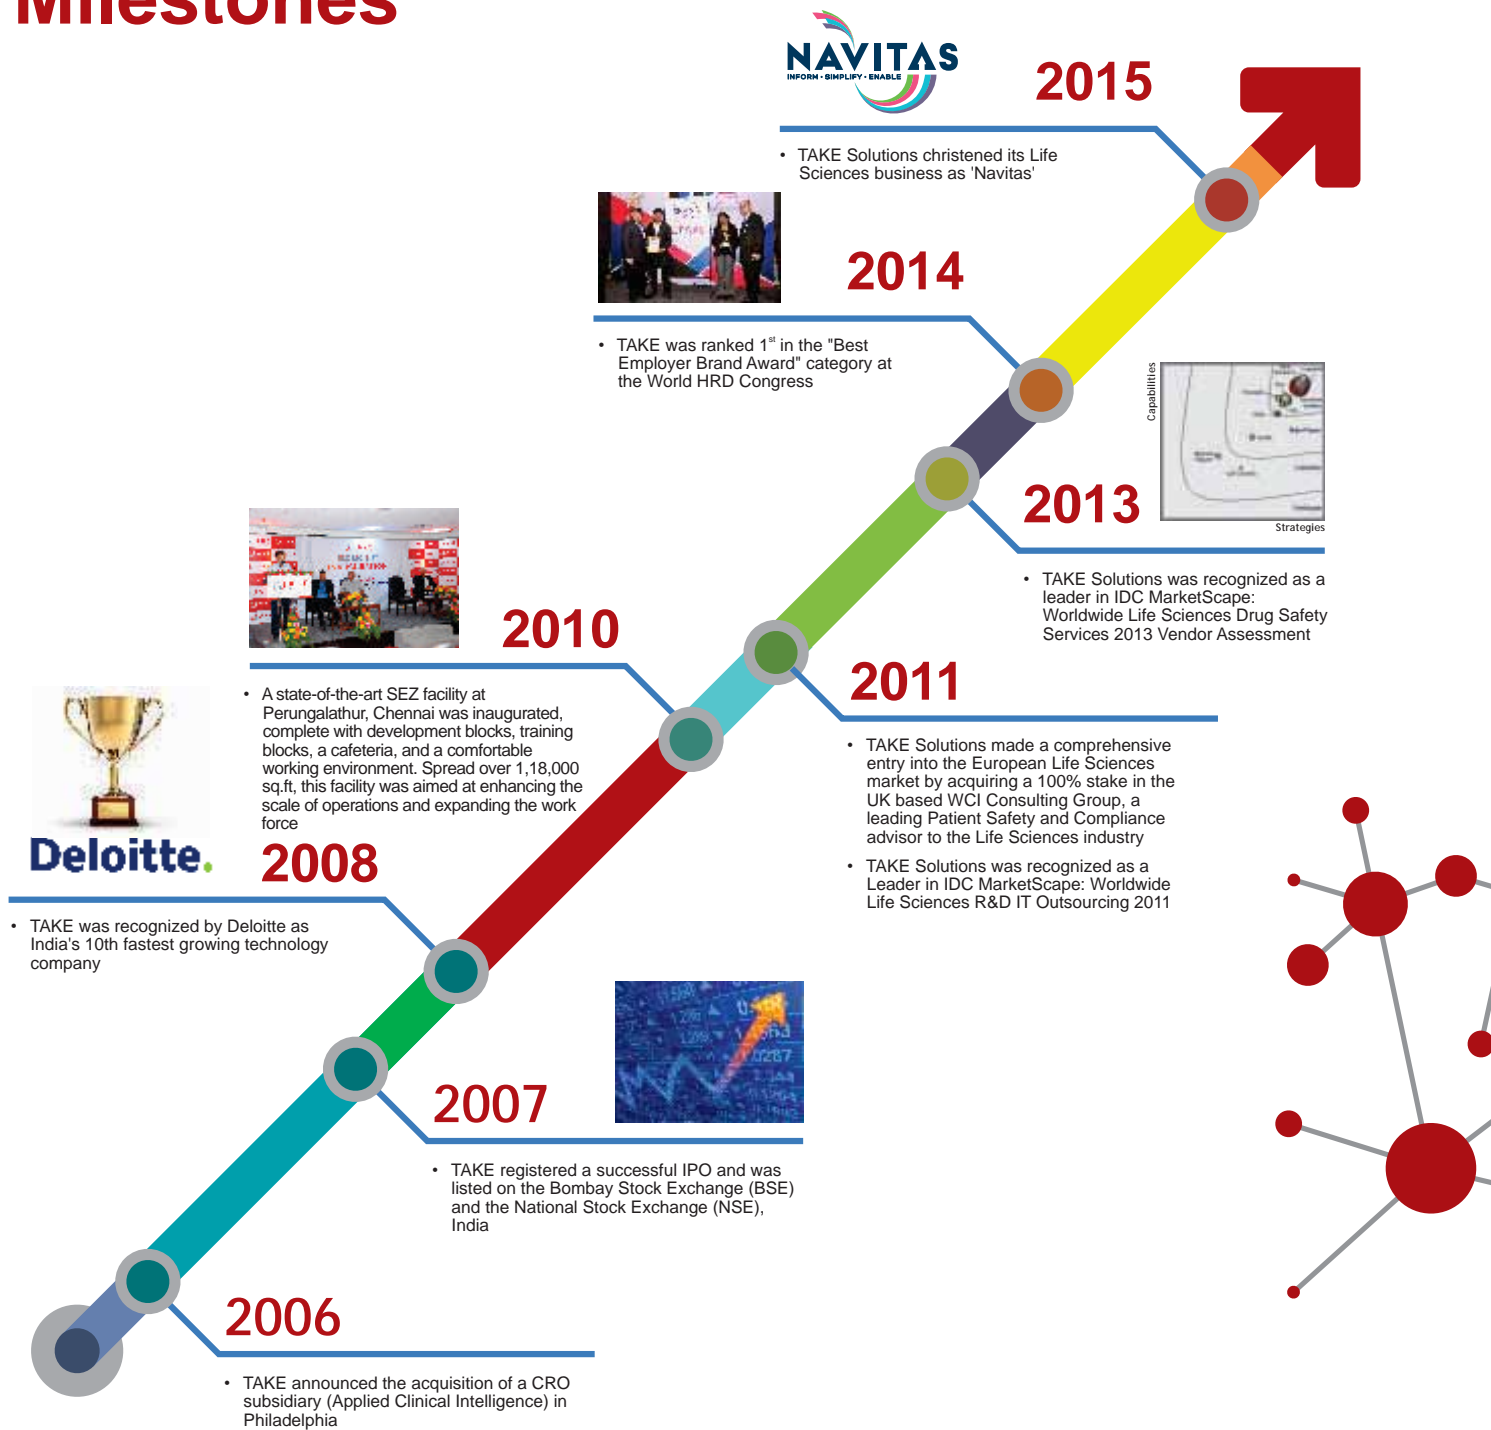 Milestones
NAVITAS
INFORM • SIMPLIFY • ENABLE
2015
• TAKE Solutions christened its Life
Sciences business as 'Navitas'
2014
• TAKE was ranked 1st in the "Best
Employer Brand Award" category at
the World HRD Congress
Capabilities
Strategies
2013
• TAKE Solutions was recognized as a
leader in IDC MarketScape:
Worldwide Life Sciences Drug Safety
Services 2013 Vendor Assessment
2010
• A state-of-the-art SEZ facility at
Perungalathur, Chennai was inaugurated,
complete with development blocks, training
blocks, a cafeteria, and a comfortable
working environment. Spread over 1,18,000
sq.ft, this facility was aimed at enhancing the
scale of operations and expanding the work
force
2011
• TAKE Solutions made a comprehensive
entry into the European Life Sciences
market by acquiring a 100% stake in the
UK based WCI Consulting Group, a
leading Patient Safety and Compliance
advisor to the Life Sciences industry
• TAKE Solutions was recognized as a
Leader in IDC MarketScape: Worldwide
Life Sciences R&D IT Outsourcing 2011
Deloitte.
2008
• TAKE was recognized by Deloitte as
India's 10th fastest growing technology
company
2007
• TAKE registered a successful IPO and was
listed on the Bombay Stock Exchange (BSE)
and the National Stock Exchange (NSE),
India
2006
• TAKE announced the acquisition of a CRO
subsidiary (Applied Clinical Intelligence) in
Philadelphia